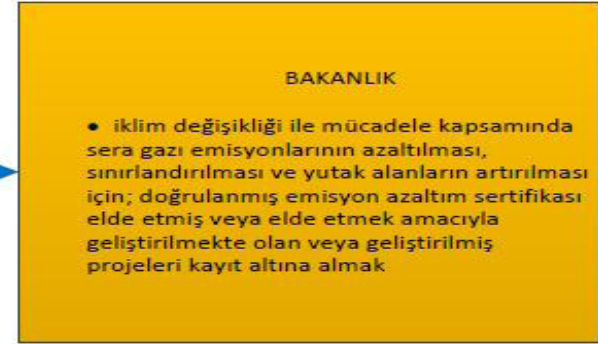 BAKANLIK
• iklim değişikliği ile mücadele kapsamında
sera gazı emisyonlarının azaltılması,
sınırlandırılması ve yutak alanların artırılması
için; doğrulanmış emisyon azaltım sertifikası
elde etmiş veya elde etmek amacıyla
geliştirilmekte olan veya geliştirilmiş
projeleri kayıt altına almak